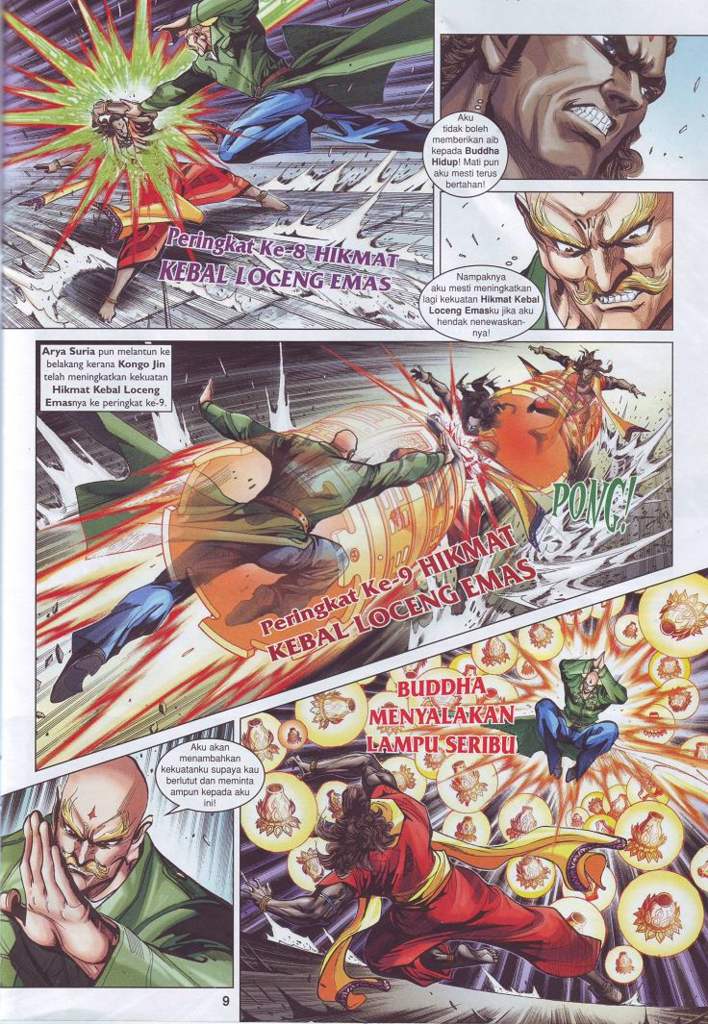 Peringkat Ke-8 HIKMAT
KEBAL LOCENG EMAS
Aku
tidak boleh
memberikan aib
kepada Buddha
Hidup! Mati pun
aku mesti terus
bertahan!
Nampaknya
aku mesti meningkatkan
lagi kekuatan Hikmat Kebal
Loceng Emasku jika aku
hendak nenewaskan-
nya!
Arya Suria pun melantun ke
belakang kerana Kongo Jin
telah meningkatkan kekuatan
Hikmat Kebal Loceng
Emasnya ke peringkat ke-9.
PONG!
Peringkat Ke-9 HIKMAT
KEBAL LOCENG EMAS
BUDDHA
MENYALAKAN
LAMPU SERIBU
Aku akan
menambahkan
kekuatanku supaya kau
berlutut dan meminta
ampun kepada aku
ini!
9